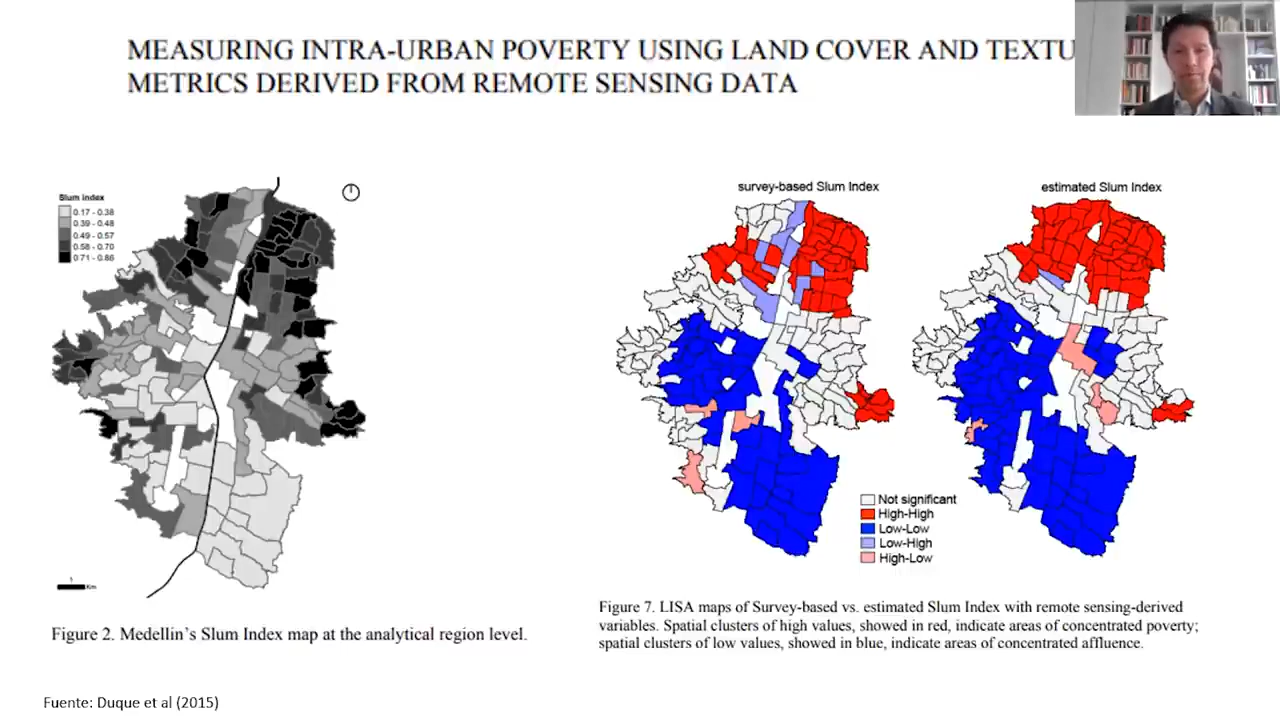 MEASURING INTRA-URBAN POVERTY USING LAND COVER AND TEXTU
METRICS DERIVED FROM REMOTE SENSING DATA
Slum index
0.17 - 0.38
0.39 - 0.48
0.49 - 0.57
0.58 - 0.70
0.71 - 0.86
1
Km
Figure 2. Medellin's Slum Index map at the analytical region level.
survey-based Slum Index
estimated Slum Index
Not significant
High-High
Low-Low
Low-High
High-Low
Figure 7. LISA maps of Survey-based vs. estimated Slum Index with remote sensing-derived
variables. Spatial clusters of high values, showed in red, indicate areas of concentrated poverty;
spatial clusters of low values, showed in blue, indicate areas of concentrated affluence.
Fuente: Duque et al (2015)